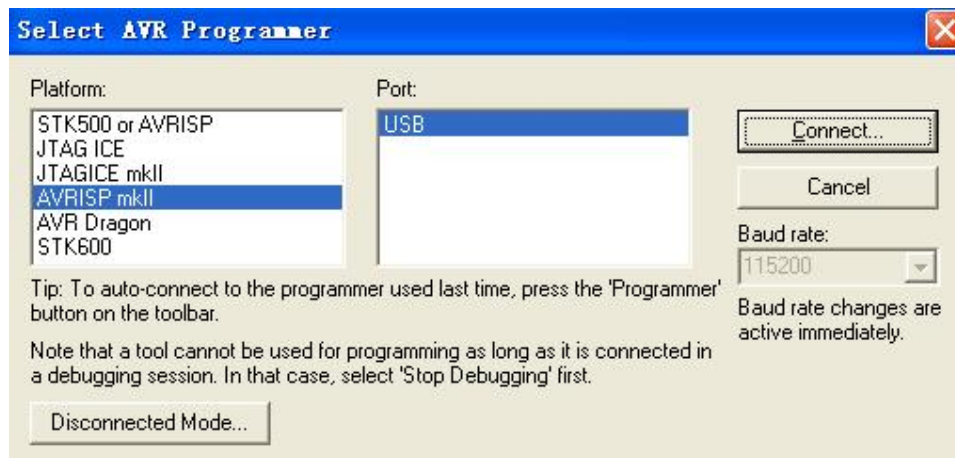 Select AVR Programmer
Platform:
STK500 or AVRISP
JTAG ICE
JTAGICE mkII
AVRISP mkII
AVR Dragon
STK600
Port:
USB
Connect...
Cancel
Baud rate:
115200
Baud rate changes are
active immediately.
Tip: To auto-connect to the programmer used last time, press the 'Programmer'
button on the toolbar.
Note that a tool cannot be used for programming as long as it is connected in
a debugging session. In that case, select 'Stop Debugging' first.
Disconnected Mode...